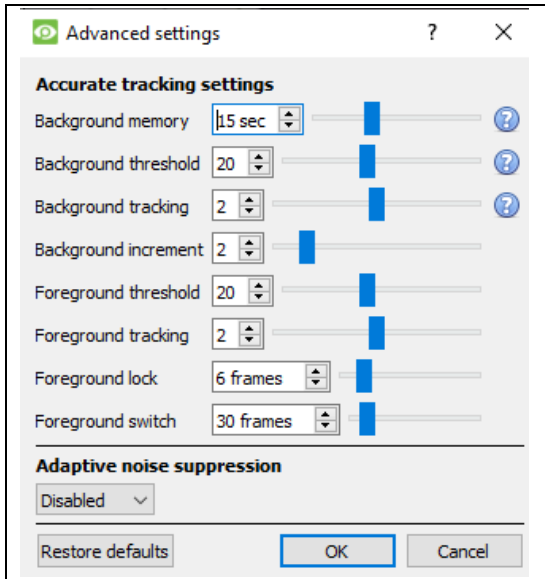 Advanced settings ?
Accurate tracking settings
Background memory 15 sec ?
Background threshold 20 ?
Background tracking 2 ?
Background increment 2
Foreground threshold 20
Foreground tracking 2
Foreground lock 6 frames
Foreground switch 30 frames
Adaptive noise suppression
Disabled
Restore defaults OK Cancel